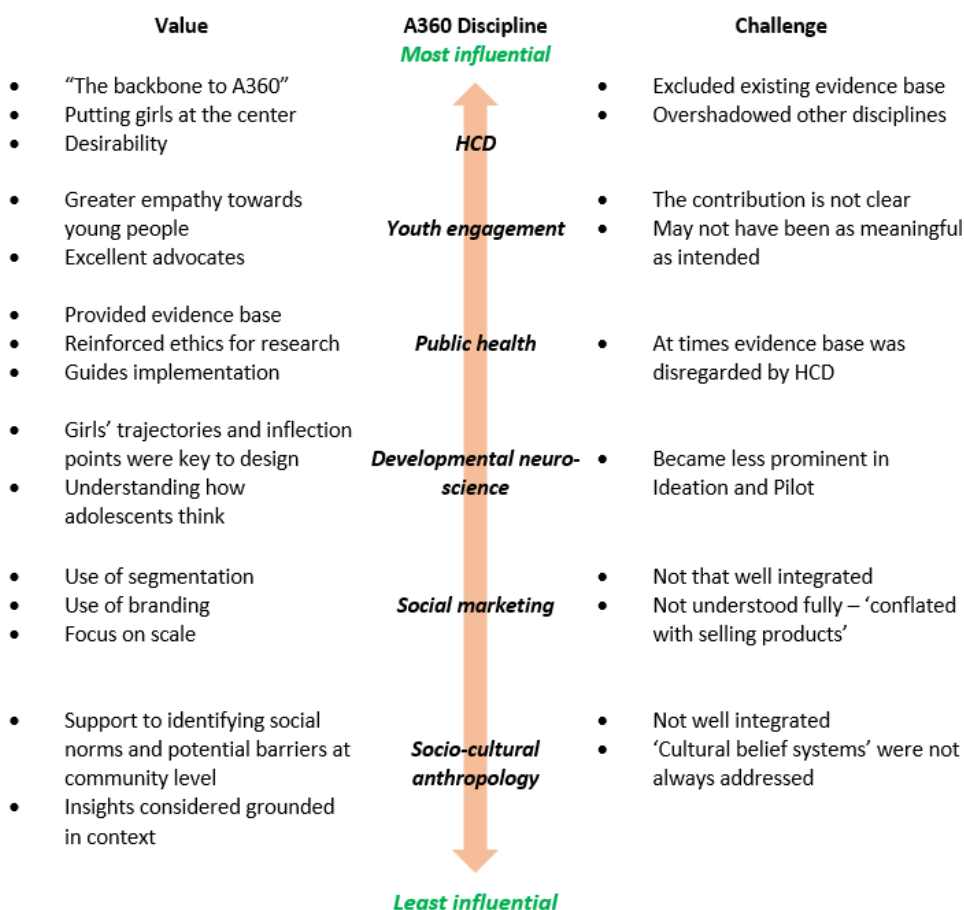 Value
A360 Discipline
Challenge
Most influential
• “The backbone to A360”
• Putting girls at the center
• Desirability
HCD
• Excluded existing evidence base
• Overshadowed other disciplines
• Greater empathy towards
young people
• Excellent advocates
Youth engagement
• The contribution is not clear
• May not have been as meaningful
as intended
• Provided evidence base
• Reinforced ethics for research
• Guides implementation
Public health
• At times evidence base was
disregarded by HCD
• Girls’ trajectories and inflection
points were key to design
• Understanding how
adolescents think
Developmental neuro-
science
• Became less prominent in
Ideation and Pilot
• Use of segmentation
• Use of branding
• Focus on scale
Social marketing
• Not that well integrated
• Not understood fully – ‘conflated
with selling products’
• Support to identifying social
norms and potential barriers at
community level
• Insights considered grounded
in context
Socio-cultural
anthropology
• Not well integrated
• ‘Cultural belief systems’ were not
always addressed
Least influential